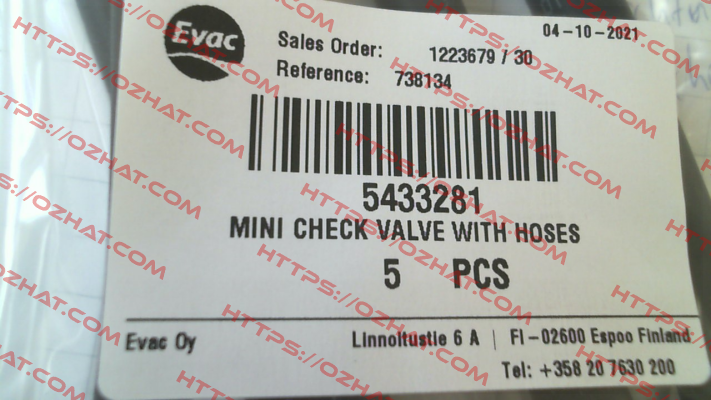 04-10-2021
Evac
Sales Order: 1223679 / 30
Reference: 738134
5433281
MINI CHECK VALVE WITH HOSES
5 PCS
Evac Oy Linnoitustie 6 A | FI-02600 Espoo Finland
Tel: +358 20 7630 200
HTTPS://OZHAT.COM